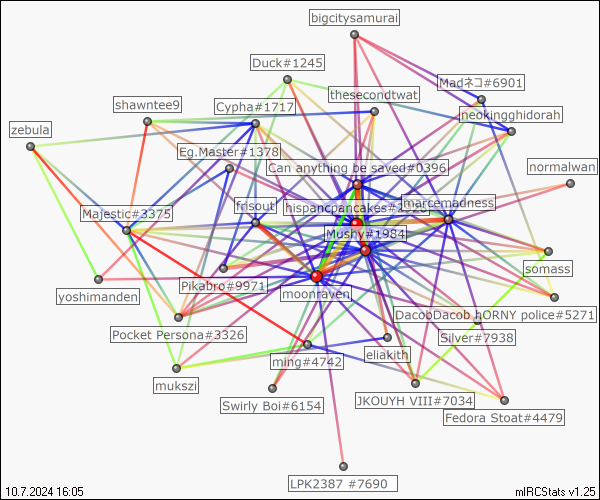 bigcitysamurai
Duck#1245
Madネコ#6901
thesecondtwat
shawntee9
Cypha#1717
neokingghidorah
zebula
Eg.Master#1378
Can anything be saved#0396
normalwan
marcemadness
frisout
hispancpancakes#2523
Majestic#3375
Mushy#1984
somass
Pikabro#9971
moonraven
yoshimanden
DacobDacob
hORNY police#5271
Pocket Persona#3326
Silver#7938
eliakith
ming#4742
mukszi
JKOUYH VIII#7034
Swirly Boi#6154
Fedora Stoat#4479
LPK2387 #7690
10.7.2024 16:05
mIRCStats v1.25